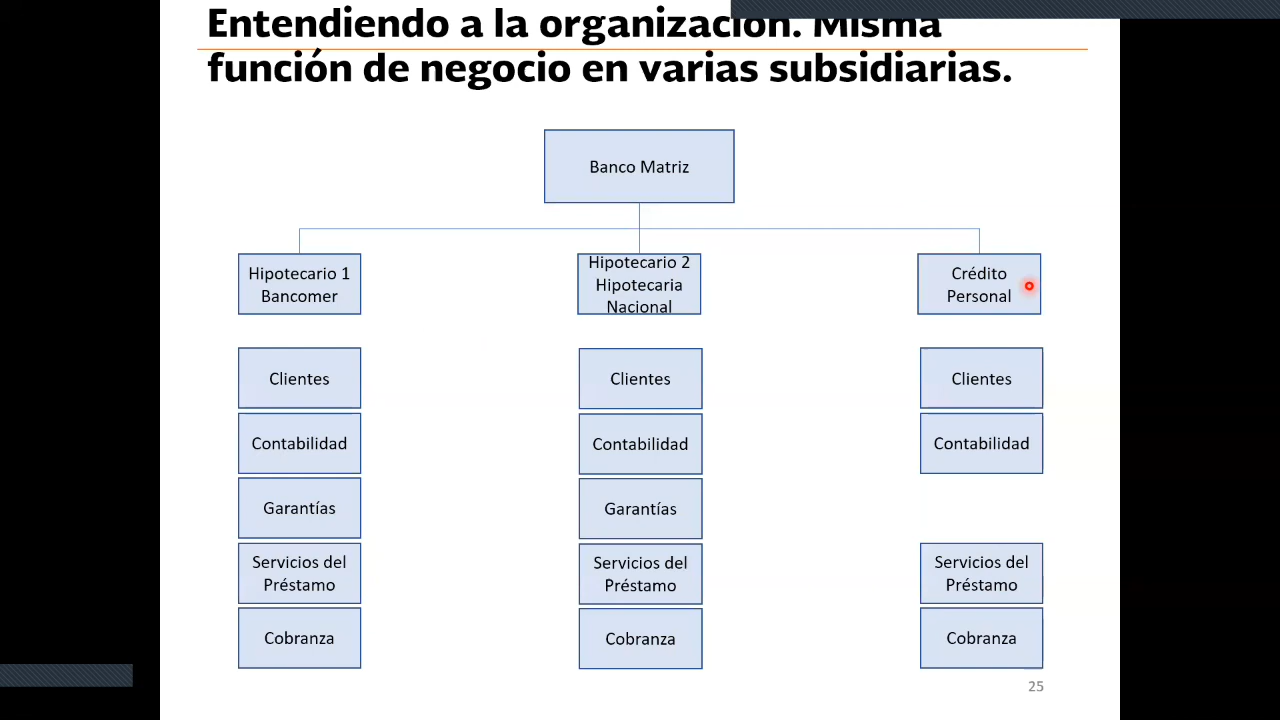 Entendiendo a la organización. Misma
función de negocio en varias subsidiarias.
Banco Matriz
Hipotecario 1
Bancomer
Hipotecario 2
Hipotecaria
Nacional
Crédito
Personal
Clientes
Clientes
Clientes
Contabilidad
Contabilidad
Contabilidad
Garantías
Garantías
Servicios del
Préstamo
Servicios del
Préstamo
Servicios del
Préstamo
Cobranza
Cobranza
Cobranza
25